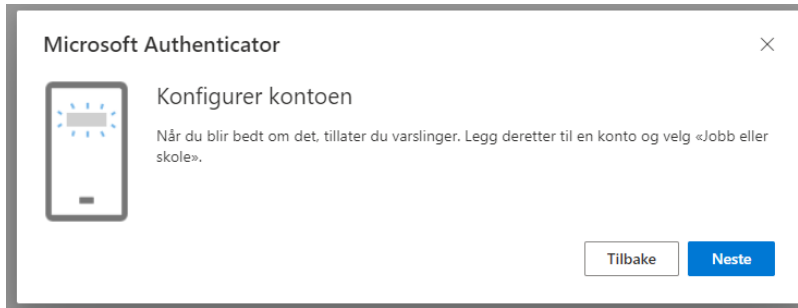 Microsoft Authenticator
Konfigurer kontoen
Når du blir bedt om det, tillater du varslinger. Legg deretter til en konto og velg «Jobb eller
skole».
Tilbake
Neste